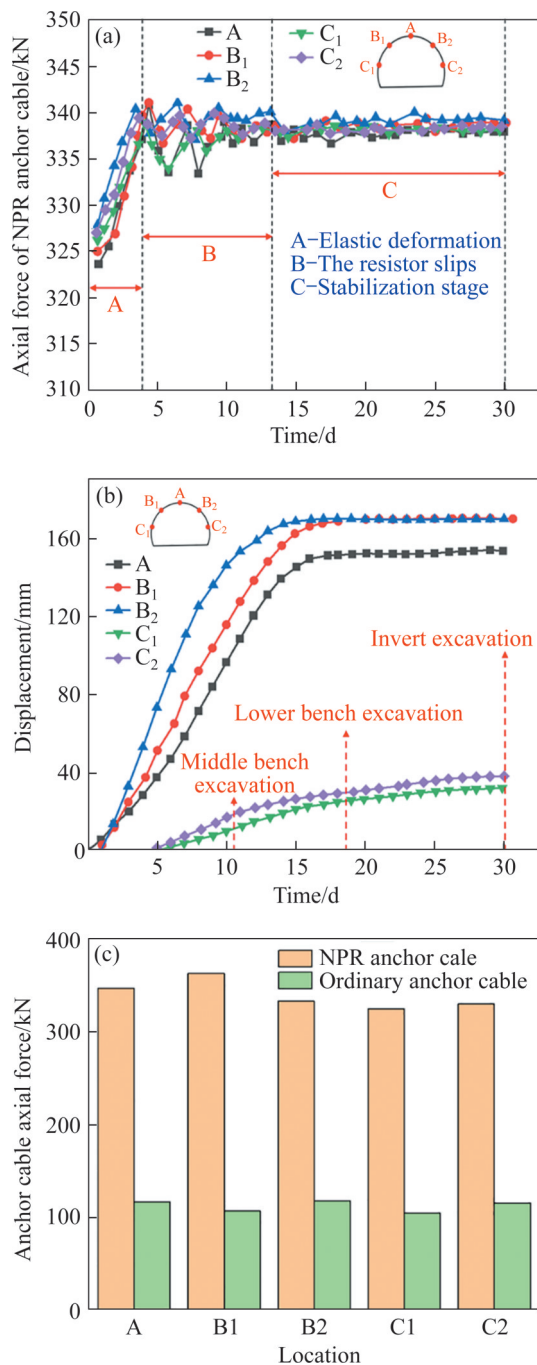 (a)
A
B₁
B₂
C₁
C₂
A
B₁
B₂
C₁
C₂
350
345
340
335
330
325
320
315
310
Axial force of NPR anchor cable/kN
A
B
C
A−Elastic deformation
B−The resistor slips
C−Stabilization stage
0
5
10
15
20
25
30
Time/d
(b)
A
B₁
B₂
C₁
C₂
A
B₁
B₂
C₁
C₂
160
120
80
40
0
Displacement/mm
Invert excavation
Lower bench excavation
Middle bench
excavation
5
10
15
20
25
30
Time/d
(c)
NPR anchor cale
Ordinary anchor cable
400
300
200
100
0
Anchor cable axial force/kN
A
B1
B2
C1
C2
Location